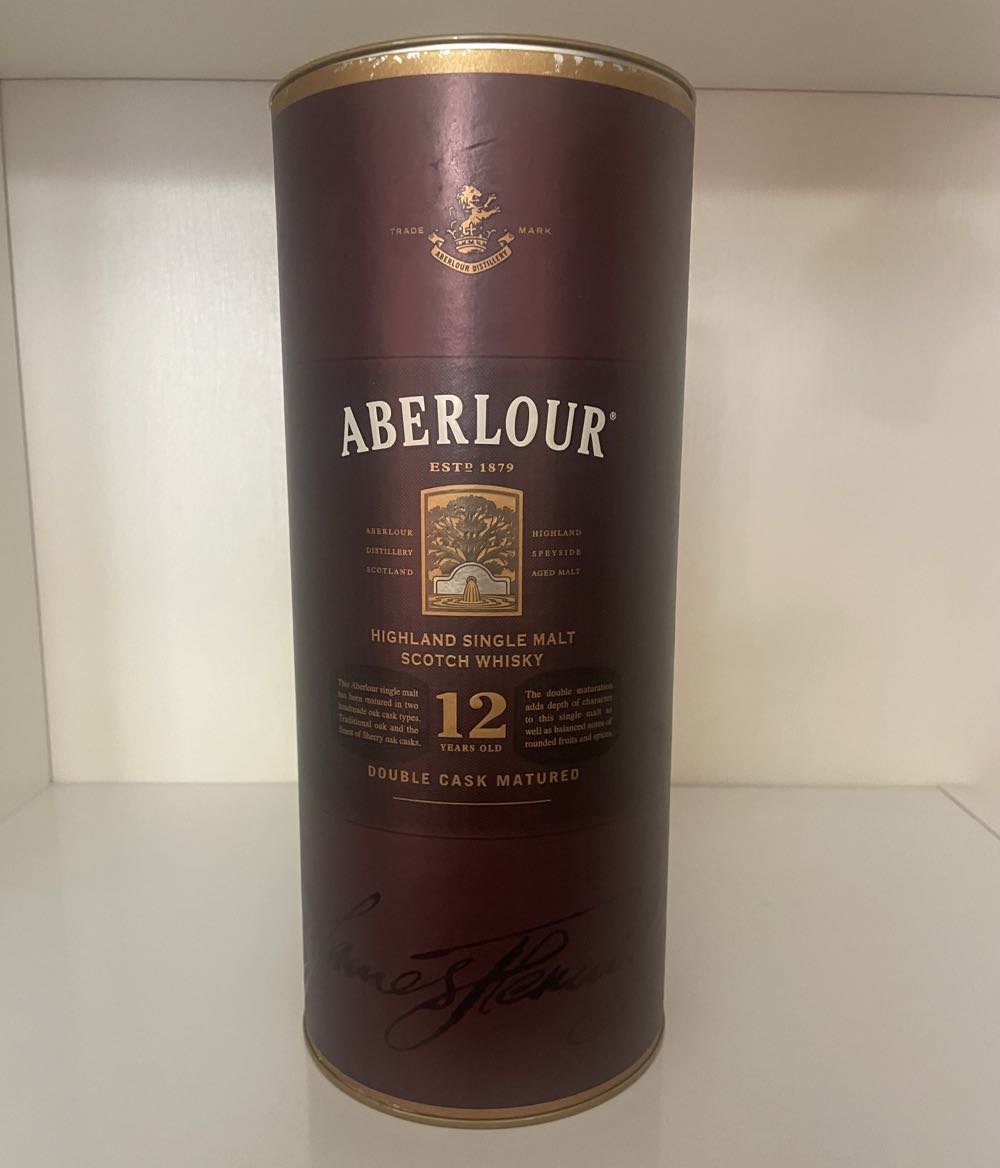 TRADE MARK
ABERLOUR DISTILLERY
ABERLOUR®
ESTD 1879
ABERLOUR
DISTILLERY
SCOTLAND
HIGHLAND
SPEYSIDE
AGED MALT
HIGHLAND SINGLE MALT
SCOTCH WHISKY
This Aberlour single malt
has been matured in two
handmade oak cask types.
Traditional oak and the
finest of Sherry oak casks.
12
YEARS OLD
The double maturation
adds depth of character
to this single malt as
well as balanced notes of
rounded fruits and spices.
DOUBLE CASK MATURED
James Fleming